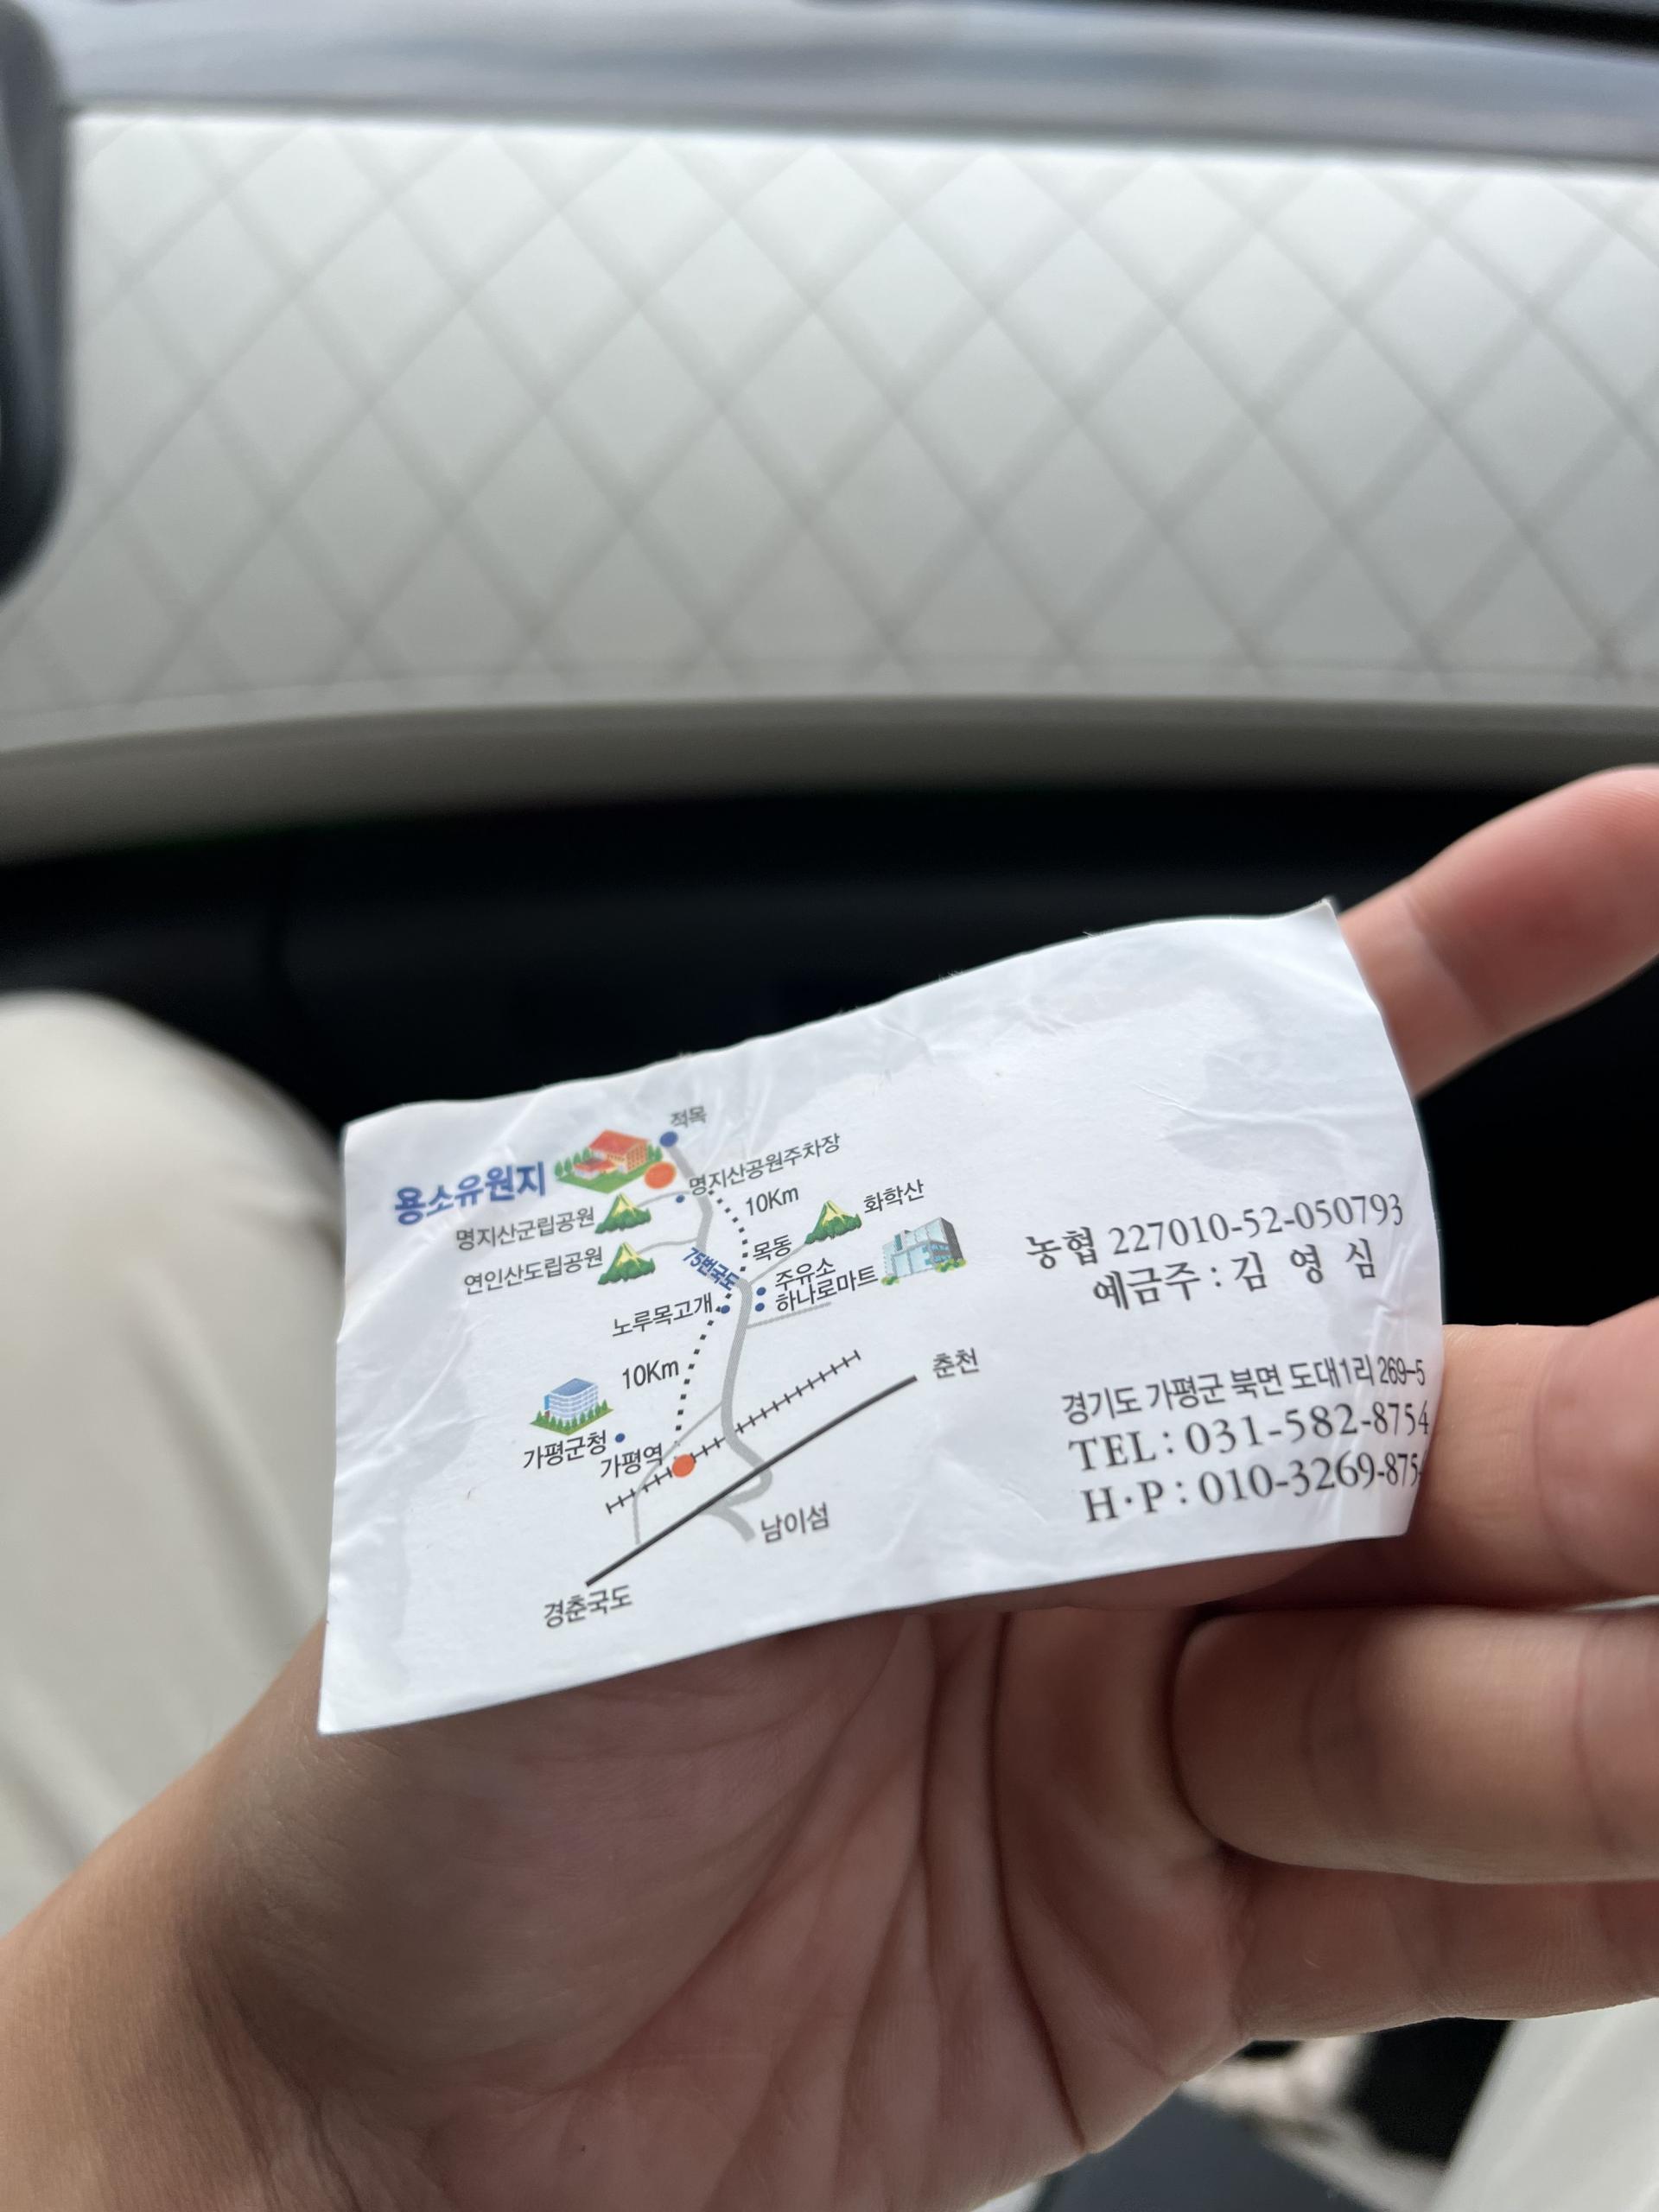 적목
용소유원지
명지산공원주차장
명지산군립공원
10Km
화학산
연인산도립공원
75번국도
목동
주유소
하나로마트
노루목고개
10Km
춘천
가평군청
가평역
남이섬
경춘국도
농협 227010-52-050793
예금주 : 김 영 심
경기도 가평군 북면 도대1리 269-5
TEL : 031-582-8754
H·P : 010-3269-875